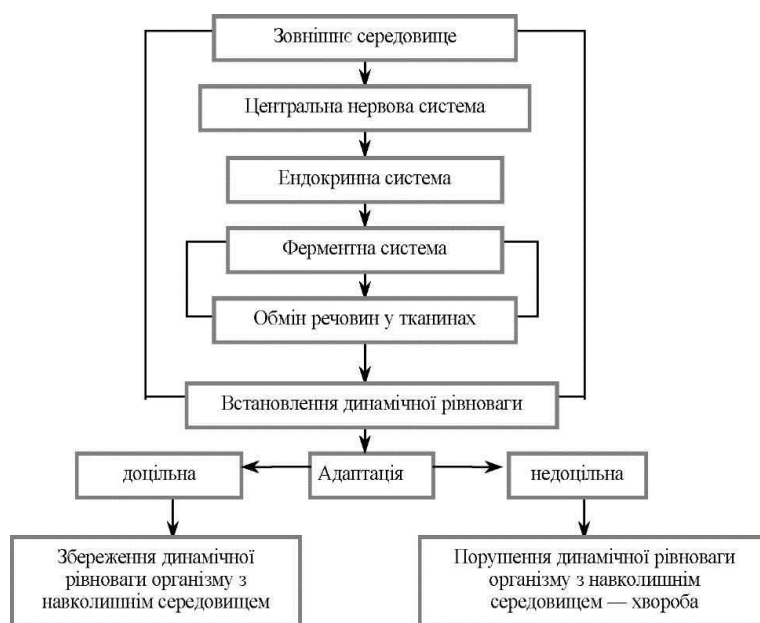 Зовнішнє середовище
Центральна нервова система
Ендокринна система
Ферментна система
Обмін речовин у тканинах
Встановлення динамічної рівноваги
доцільна
Адаптація
недоцільна
Збереження динамічної
рівноваги організму з
навколишнім середовищем
Порушення динамічної рівноваги
організму з навколишнім
середовищем — хвороба